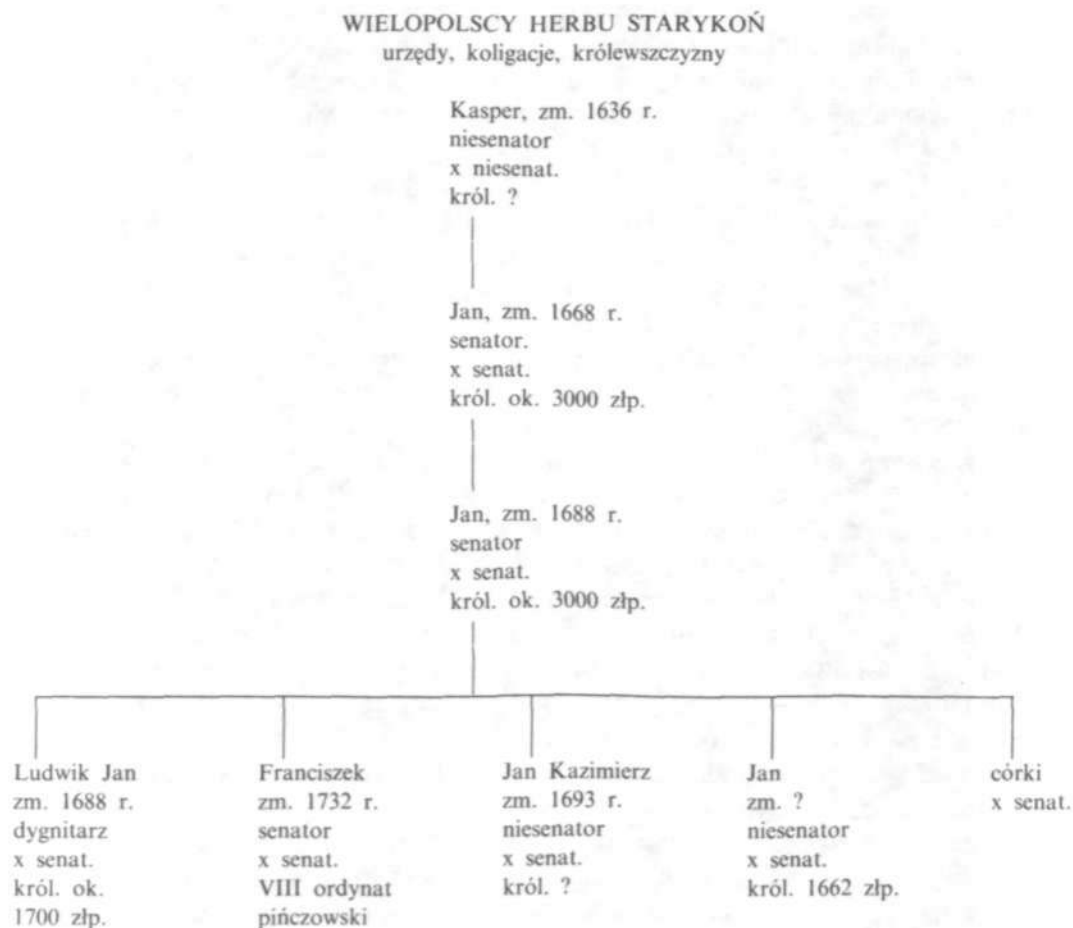 WIELOPOLSCY HERBU STARYKOŃ
urzędy, koligacje, królewszczyzny
Kasper, zm. 1636 r.
niesenator
x niesenat.
król. ?
Jan, zm. 1668 r.
senator.
x senat.
król. ok. 3000 złp.
Jan, zm. 1688 r.
senator
x senat.
król. ok. 3000 złp.
Ludwik Jan
zm. 1688 r.
dygnitarz
x senat.
król. ok.
1700 złp.
Franciszek
zm. 1732 r.
senator
x senat.
VIII ordynat
pińczowski
Jan Kazimierz
zm. 1693 r.
niesenator
x senat.
król. ?
Jan
zm. ?
niesenator
x senat.
król. 1662 złp.
córki
x senat.